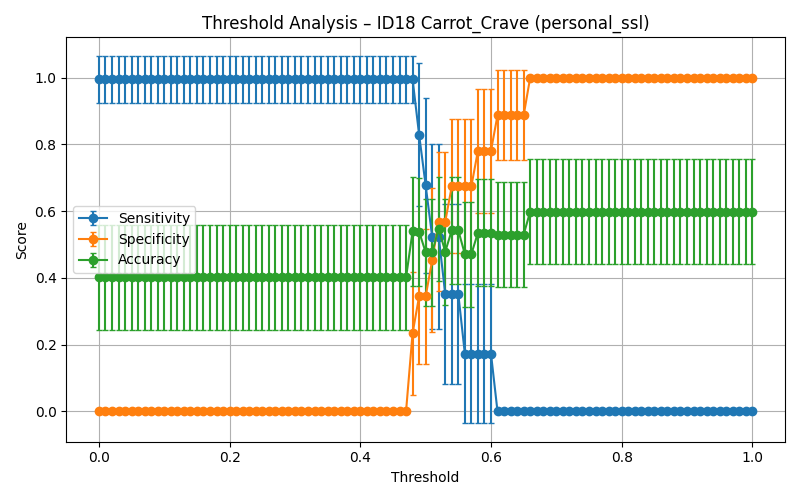 Threshold Analysis – ID18 Carrot_Crave (personal_ssl)
1.0
0.8
0.6
0.4
0.2
0.0
Score
Sensitivity
Specificity
Accuracy
0.0 0.2 0.4 0.6 0.8 1.0
Threshold